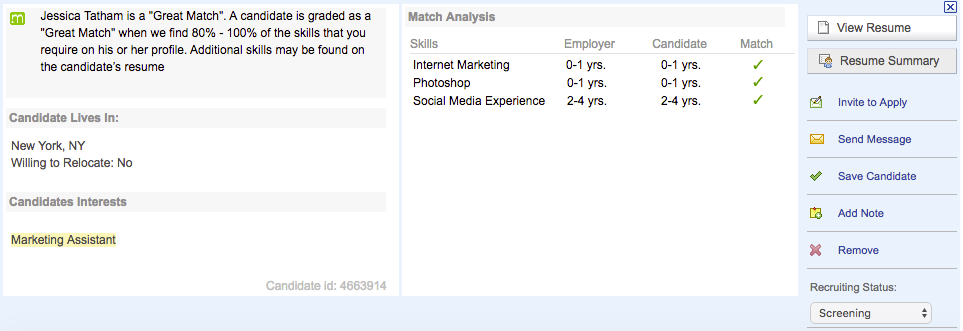 m
Jessica Tatham is a "Great Match". A candidate is graded as a
"Great Match" when we find 80% - 100% of the skills that you
require on his or her profile. Additional skills may be found on
the candidate's resume
Candidate Lives In:
New York, NY
Willing to Relocate: No
Candidates Interests
Marketing Assistant
Candidate id: 4663914
Match Analysis
Skills Employer Candidate Match
Internet Marketing 0-1 yrs. 0-1 yrs. ✓
Photoshop 0-1 yrs. 0-1 yrs. ✓
Social Media Experience 2-4 yrs. 2-4 yrs. ✓
View Resume
Resume Summary
Invite to Apply
Send Message
Save Candidate
Add Note
Remove
Recruiting Status:
Screening